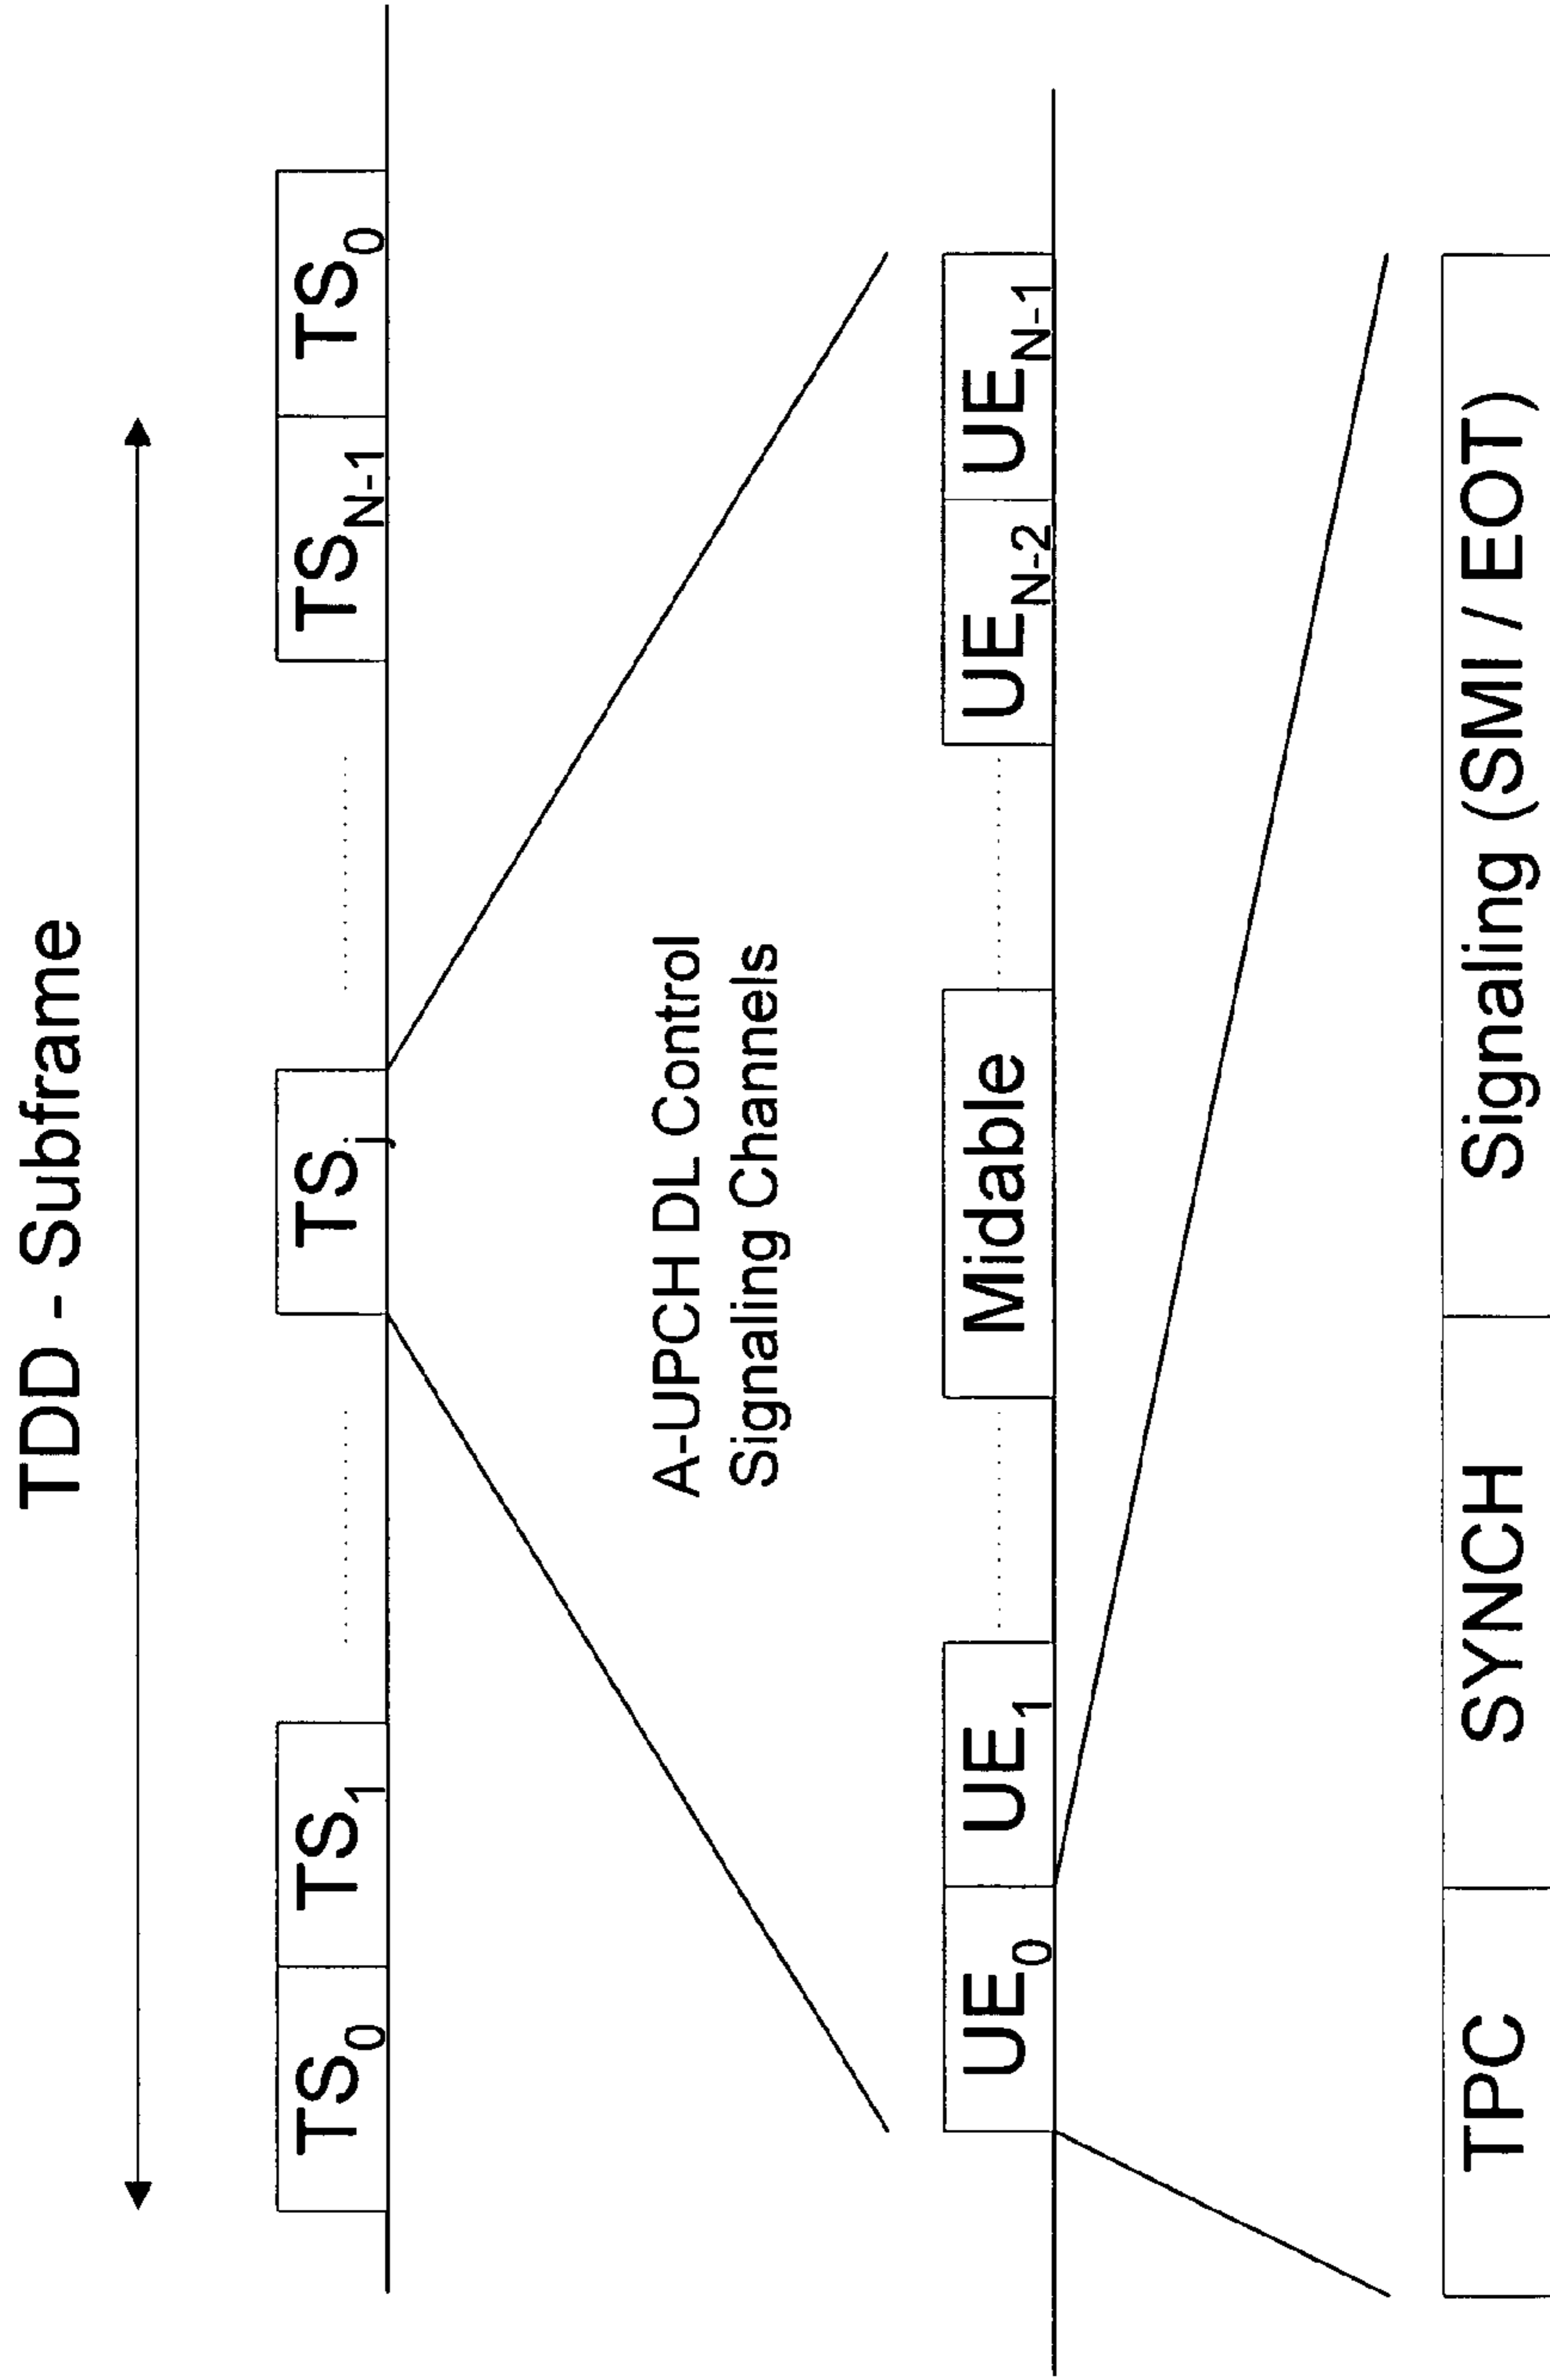 TDD - Subframe
TS0 TS1 ........... TSj ........... TSN-1 TS0
A-UPCH DL Control
Signaling Channels
UE0 UE1 ........... Midable ........... UEN-2 UEN-1
TPC SYNCH Signaling (SMI / EOT)